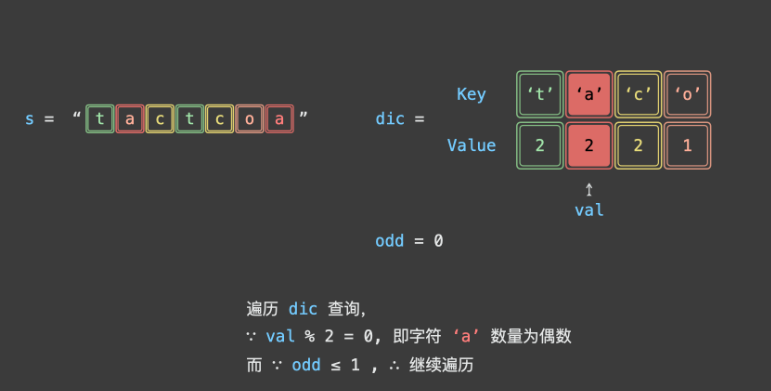 s = “ t a c t c o a ”
dic =
Key ‘t’ ‘a’ ‘c’ ‘o’
Value 2 2 2 1
↑
val
odd = 0
遍历 dic 查询，
∵ val % 2 = 0, 即字符 ‘a’ 数量为偶数
而 ∵ odd ≤ 1 , ∴ 继续遍历